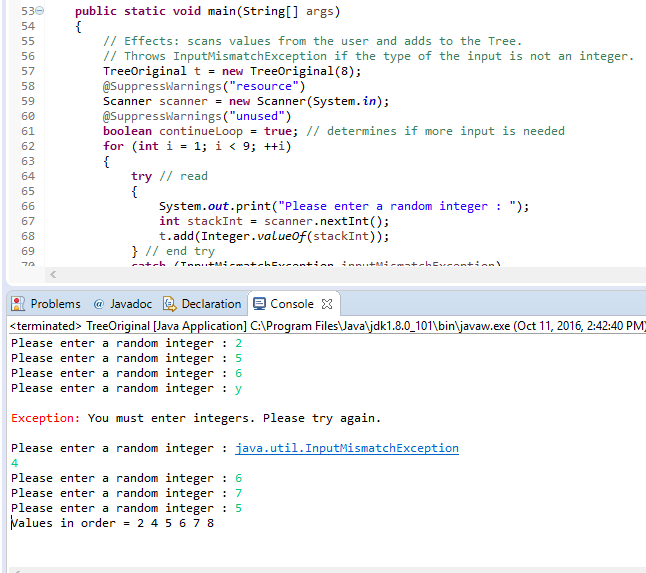 53 public static void main(String[] args)
54 {
55 // Effects: scans values from the user and adds to the Tree.
56 // Throws InputMismatchException if the type of the input is not an integer.
57 TreeOriginal t = new TreeOriginal(8);
58 @SuppressWarnings("resource")
59 Scanner scanner = new Scanner(System.in);
60 @SuppressWarnings("unused")
61 boolean continueLoop = true; // determines if more input is needed
62 for (int i = 1; i < 9; ++i)
63 {
64 try // read
65 {
66 System.out.print("Please enter a random integer : ");
67 int stackInt = scanner.nextInt();
68 t.add(Integer.valueOf(stackInt));
69 } // end try
70 catch (InputMismatchException inputMismatchException)
Problems @ Javadoc Declaration Console
<terminated> TreeOriginal [Java Application] C:\Program Files\Java\jdk1.8.0_101\bin\javaw.exe (Oct 11, 2016, 2:42:40 PM)
Please enter a random integer : 2
Please enter a random integer : 5
Please enter a random integer : 6
Please enter a random integer : y
Exception: You must enter integers. Please try again.
Please enter a random integer : java.util.InputMismatchException
4
Please enter a random integer : 6
Please enter a random integer : 7
Please enter a random integer : 5
Values in order = 2 4 5 6 7 8